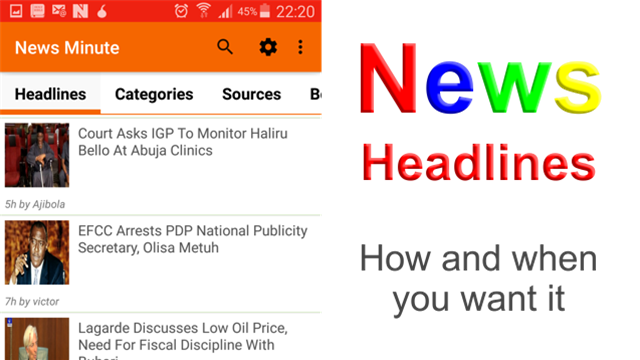 45% 22:20
News Minute
Headlines Categories Sources B
Court Asks IGP To Monitor Haliru
Bello At Abuja Clinics
5h by Ajibola
EFCC Arrests PDP National Publicity
Secretary, Olisa Metuh
7h by victor
Lagarde Discusses Low Oil Price,
Need For Fiscal Discipline With
News
Headlines
How and when
you want it